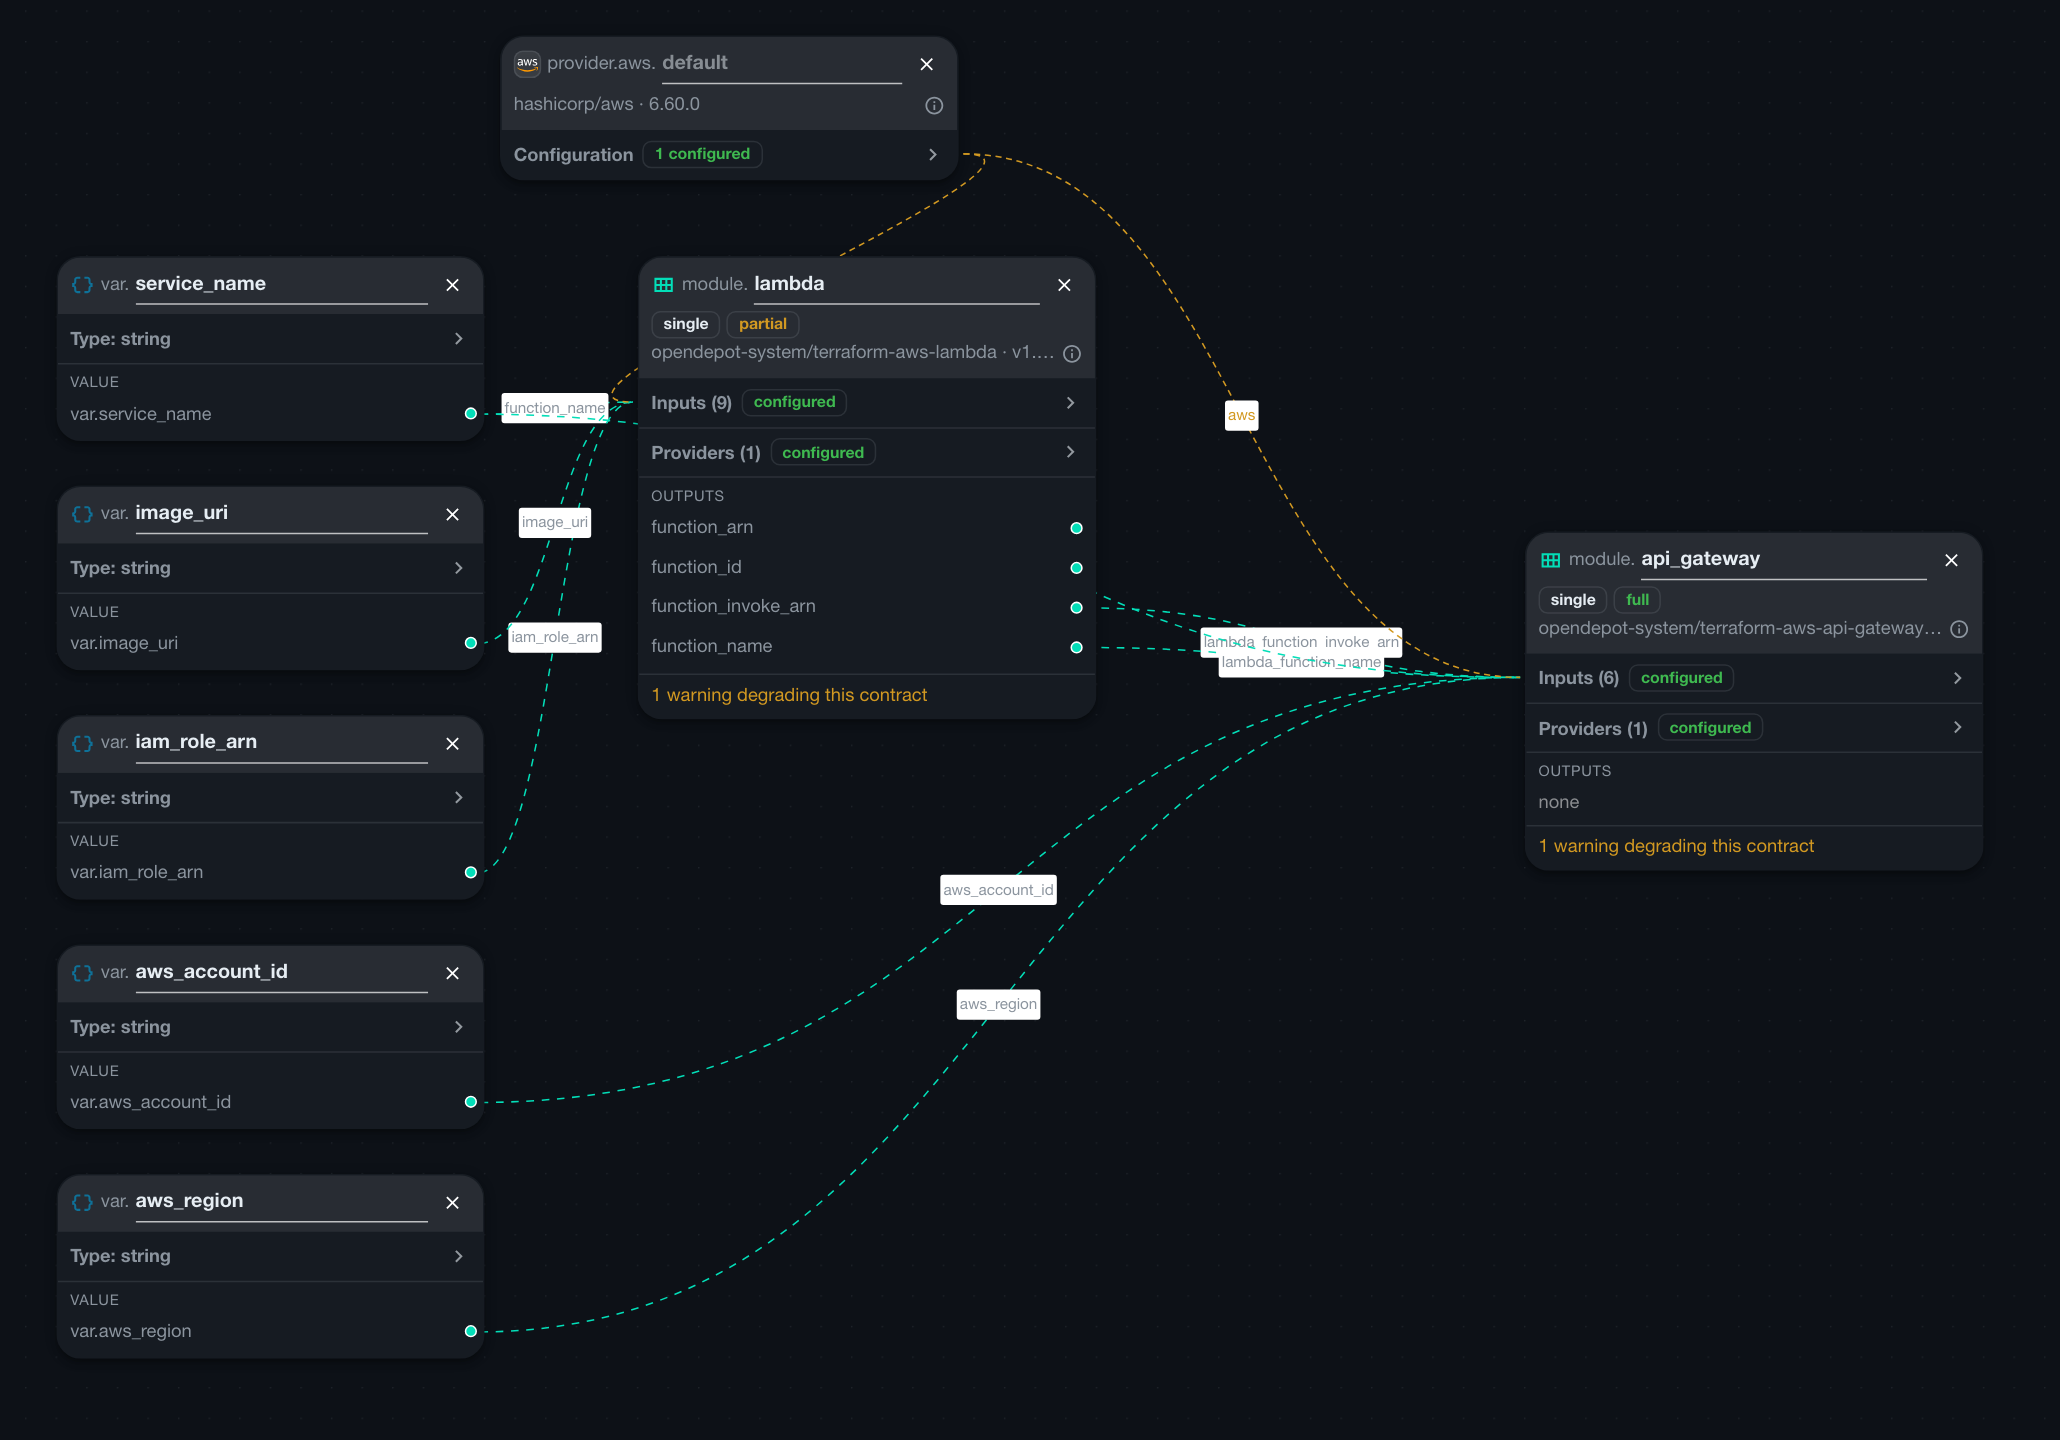 aws provider.aws. default
hashicorp/aws · 6.60.0
Configuration 1 configured
var. service_name
Type: string
VALUE
var.service_name
function_name
var. image_uri
Type: string
VALUE
var.image_uri
image_uri
var. iam_role_arn
Type: string
VALUE
var.iam_role_arn
iam_role_arn
var. aws_account_id
Type: string
VALUE
var.aws_account_id
aws_account_id
var. aws_region
Type: string
VALUE
var.aws_region
aws_region
module. lambda
single partial
opendepot-system/terraform-aws-lambda · v1....
Inputs (9) configured
Providers (1) configured
OUTPUTS
function_arn
function_id
function_invoke_arn
function_name
1 warning degrading this contract
aws
lambda_function_invoke_arn
lambda_function_name
module. api_gateway
single full
opendepot-system/terraform-aws-api-gateway...
Inputs (6) configured
Providers (1) configured
OUTPUTS
none
1 warning degrading this contract